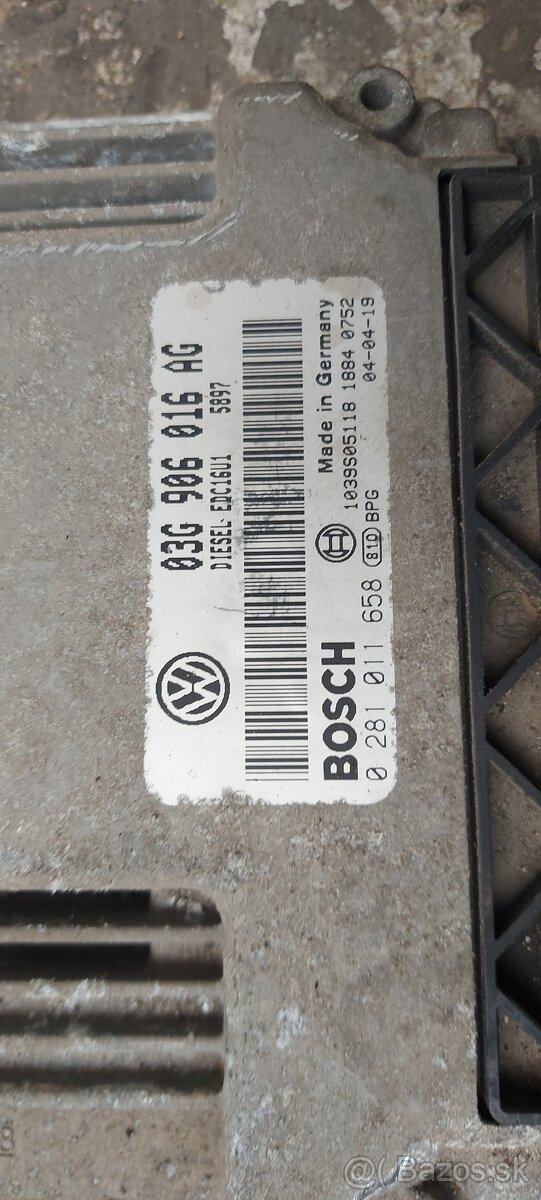 03G 906 016 AG
DIESEL EDC16U1 5897
Made in Germany
1039S05118 1884 0752
BOSCH
0 281 011 658 810 BPG 04-04-19
@Bazos.sk